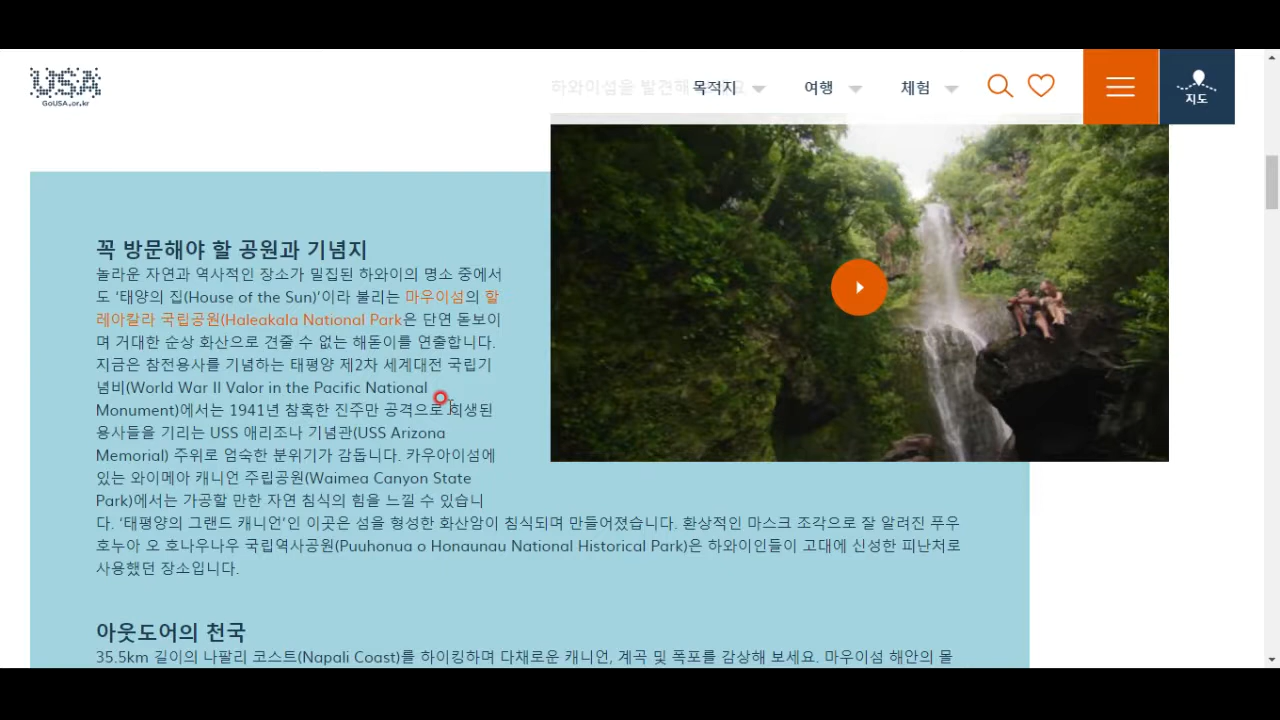 USA
GoUSA.or.kr
하와이섬을 발견해
목적지
여행
체험
지도
꼭 방문해야 할 공원과 기념지
놀라운 자연과 역사적인 장소가 밀집된 하와이의 명소 중에서
도 ‘태양의 집(House of the Sun)’이라 불리는 마우이섬의 할
레아칼라 국립공원(Haleakala National Park은 단연 돋보이
며 거대한 순상 화산으로 견줄 수 없는 해돋이를 연출합니다.
지금은 참전용사를 기념하는 태평양 제2차 세계대전 국립기
념비(World War II Valor in the Pacific National
Monument)에서는 1941년 참혹한 진주만 공격으로 희생된
용사들을 기리는 USS 애리조나 기념관(USS Arizona
Memorial) 주위로 엄숙한 분위기가 감돕니다. 카우아이섬에
있는 와이메아 캐니언 주립공원(Waimea Canyon State
Park)에서는 가공할 만한 자연 침식의 힘을 느낄 수 있습니
다. ‘태평양의 그랜드 캐니언’인 이곳은 섬을 형성한 화산암이 침식되며 만들어졌습니다. 환상적인 마스크 조각으로 잘 알려진 푸우
호누아 오 호나우나우 국립역사공원(Puuhonua o Honaunau National Historical Park)은 하와이인들이 고대에 신성한 피난처로
사용했던 장소입니다.
아웃도어의 천국
35.5km 길이의 나팔리 코스트(Napali Coast)를 하이킹하며 다채로운 캐니언, 계곡 및 폭포를 감상해 보세요. 마우이섬 해안의 몰